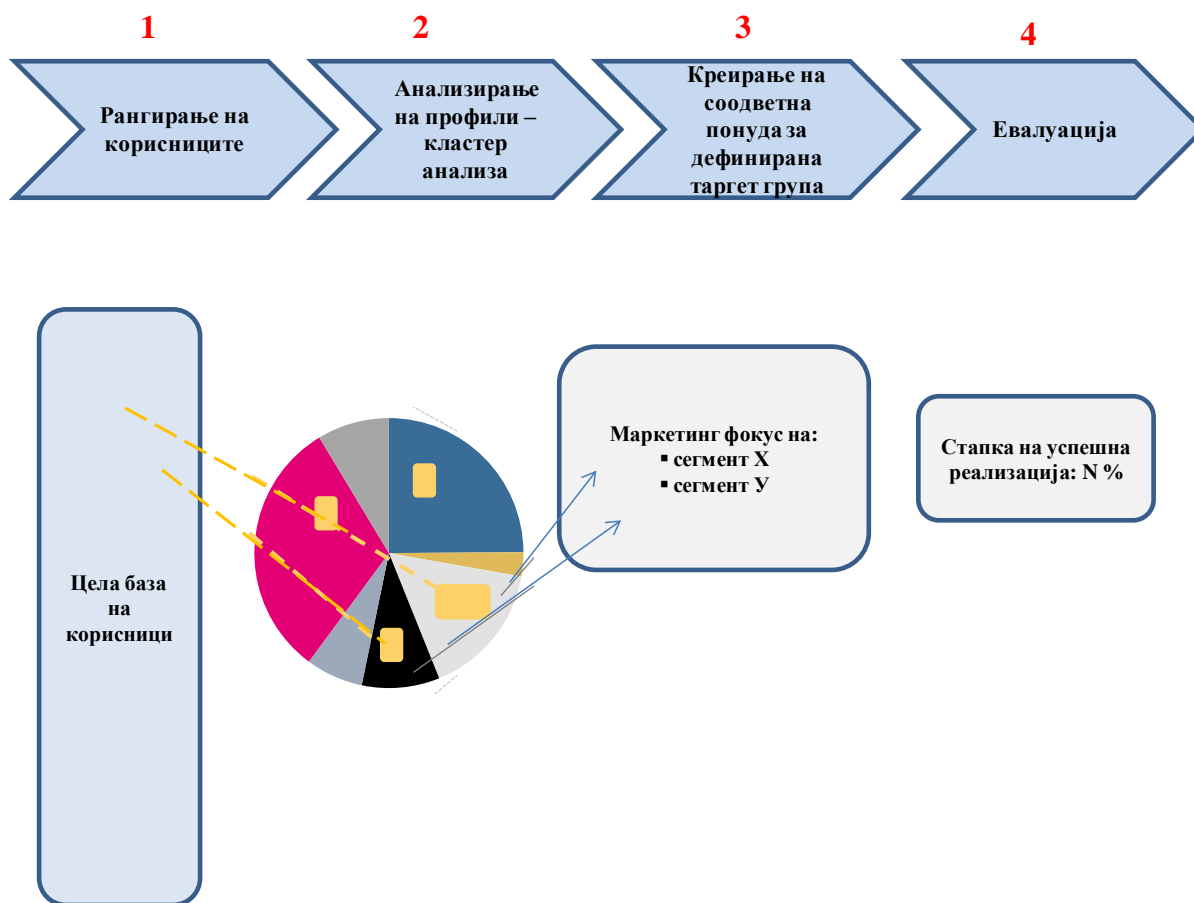 1
2
3
4
Рангирање на
корисниците
Анализирање
на профили –
кластер
анализа
Креирање на
соодветна
понуда за
дефинирана
таргет група
Евалуација
Цела база
на
корисници
Маркетинг фокус на:
▪ сегмент Х
▪ сегмент У
Стапка на успешна
реализација: N %